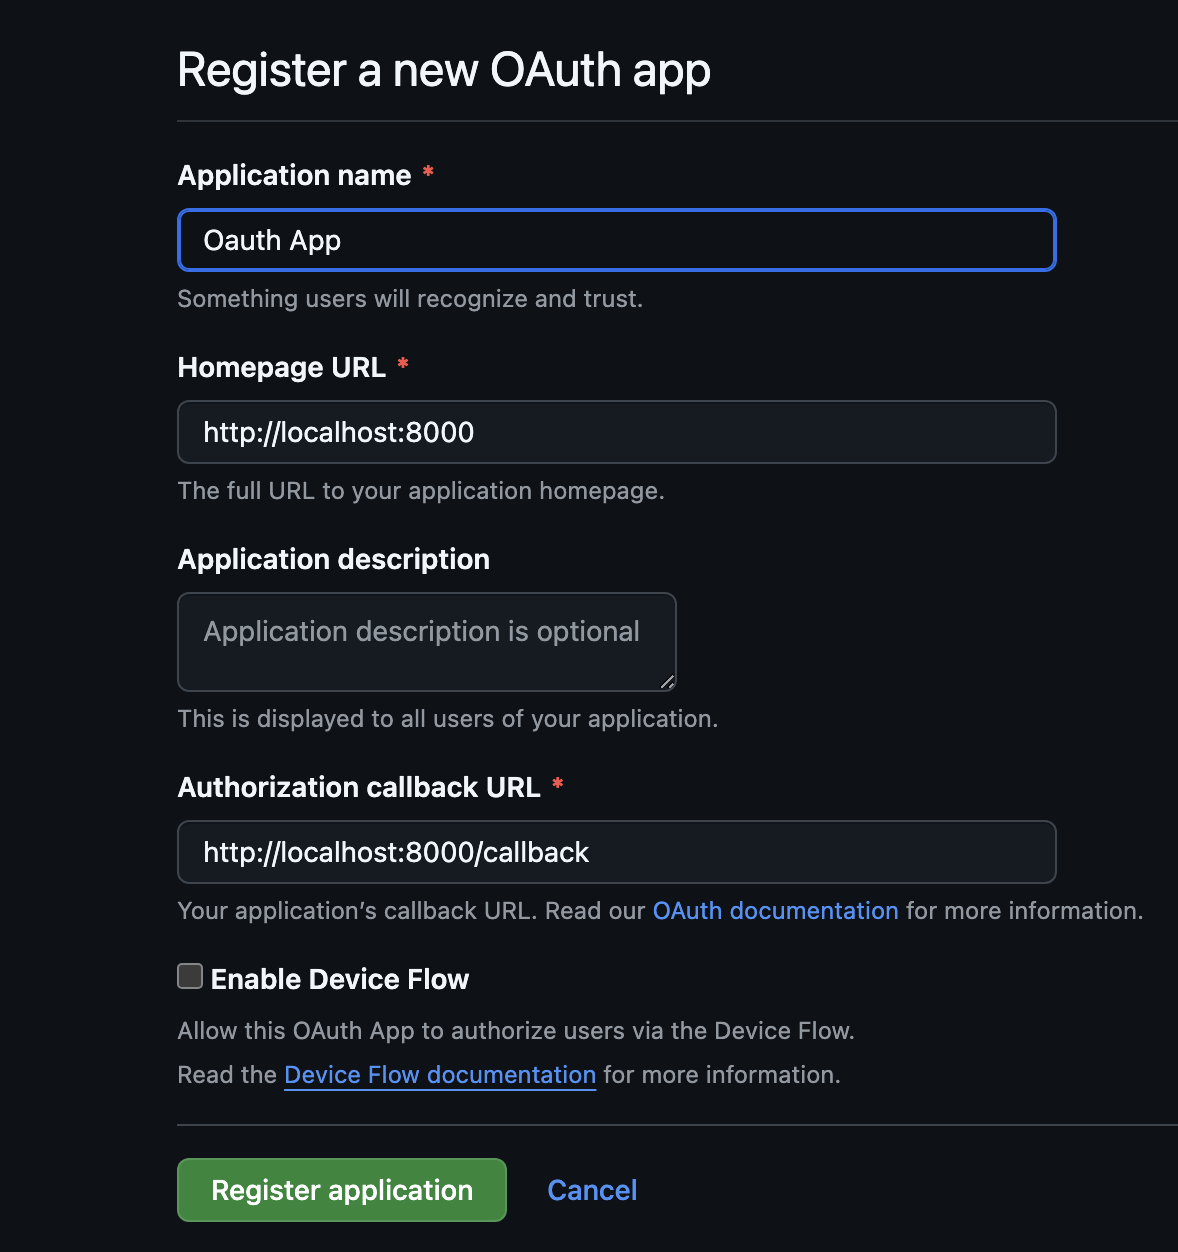 Register a new OAuth app
Application name *
Oauth App
Something users will recognize and trust.
Homepage URL *
http://localhost:8000
The full URL to your application homepage.
Application description
Application description is optional
This is displayed to all users of your application.
Authorization callback URL *
http://localhost:8000/callback
Your application’s callback URL. Read our OAuth documentation for more information.
Enable Device Flow
Allow this OAuth App to authorize users via the Device Flow.
Read the Device Flow documentation for more information.
Register application Cancel